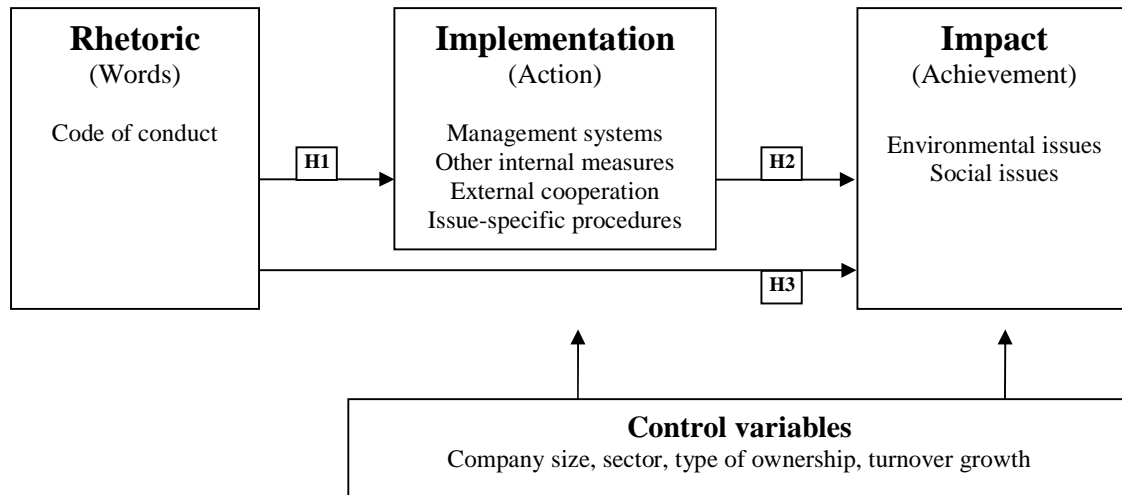 Rhetoric
(Words)
Code of conduct
H1
Implementation
(Action)
Management systems
Other internal measures
External cooperation
Issue-specific procedures
H2
H3
Impact
(Achievement)
Environmental issues
Social issues
Control variables
Company size, sector, type of ownership, turnover growth